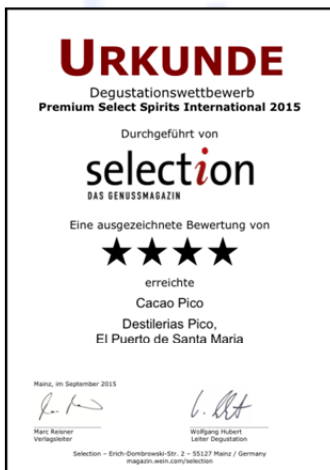 URKUNDE
Degustationswettbewerb
Premium Select Spirits International 2015
Durchgeführt von
selection
DAS GENUSSMAGAZIN
Eine ausgezeichnete Bewertung von
★★★★
erreichte
Cacao Pico
Destilerias Pico,
El Puerto de Santa Maria
Mainz, im September 2015
Marc Reisner Wolfgang Hubert
Verlagsleiter Leiter Degustation
Selection – Erich-Dombrowski-Str. 2 – 55127 Mainz / Germany
magazin.wein.com/selection